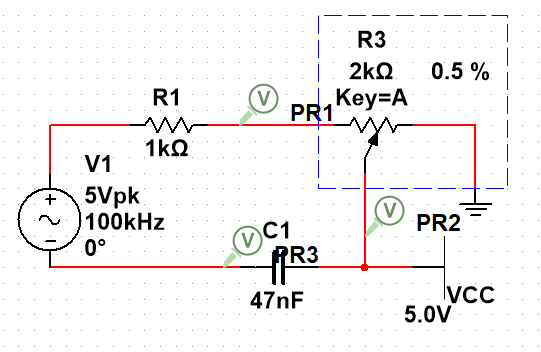 R3
2kΩ 0.5 %
Key=A
R1
V
PR1
1kΩ
V1
+
5Vpk
100kHz
0°
V
PR2
V
C1
PR3
47nF
VCC
5.0V